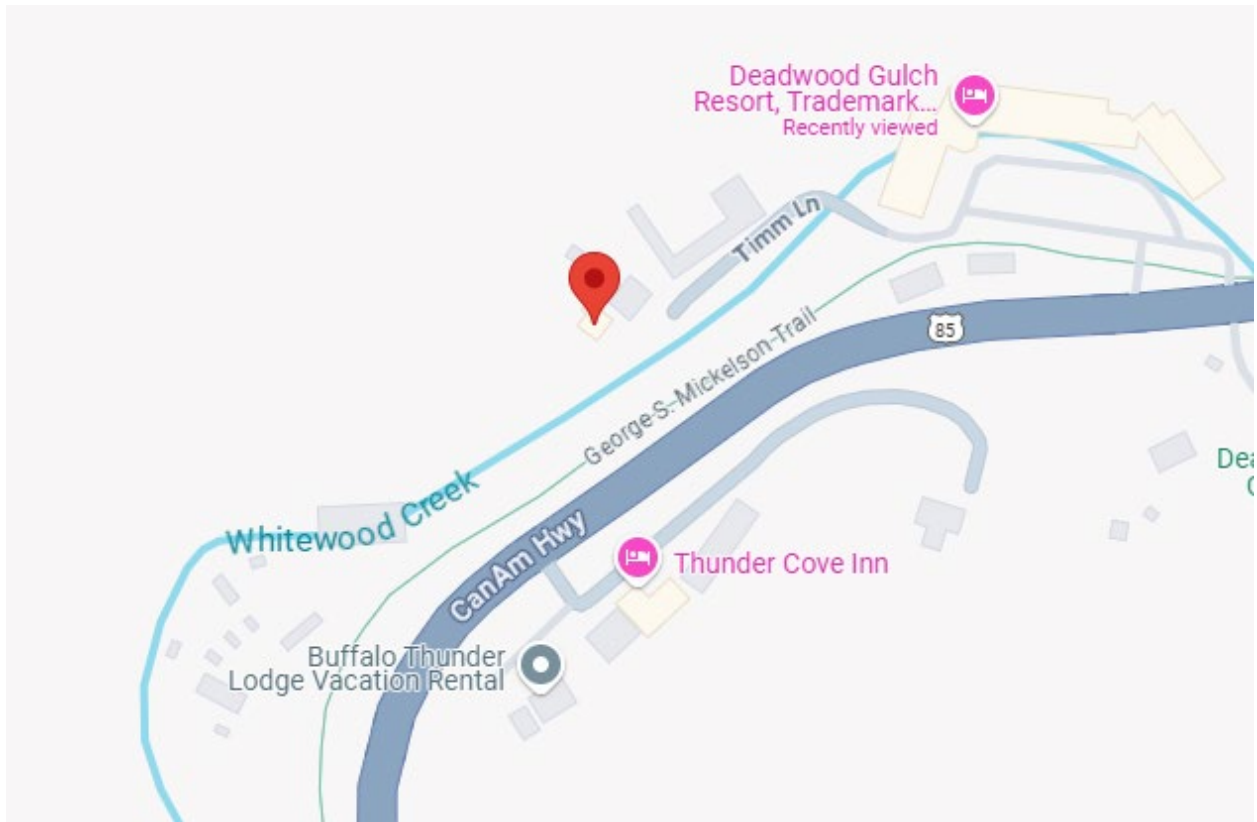 Deadwood Gulch
Resort, Trademark...
Recently viewed
Timm Ln
85
George S. Mickelson Trail
Whitewood Creek
CanAm Hwy
Thunder Cove Inn
Buffalo Thunder
Lodge Vacation Rental